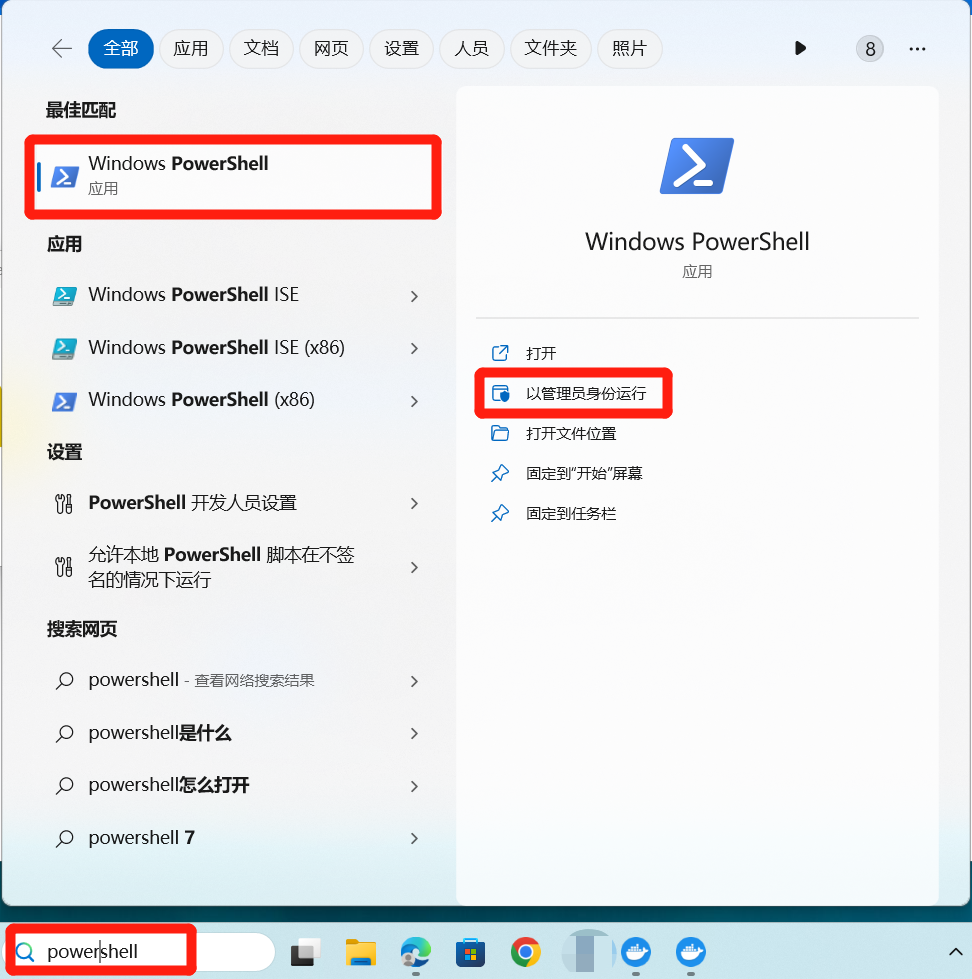 全部 应用 文档 网页 设置 人员 文件夹 照片 8
最佳匹配
Windows PowerShell
应用
应用
Windows PowerShell ISE
Windows PowerShell ISE (x86)
Windows PowerShell (x86)
设置
PowerShell 开发人员设置
允许本地 PowerShell 脚本在不签
名的情况下运行
搜索网页
powershell - 查看网络搜索结果
powershell是什么
powershell怎么打开
powershell 7
Windows PowerShell
应用
打开
以管理员身份运行
打开文件位置
固定到“开始”屏幕
固定到任务栏
powershell